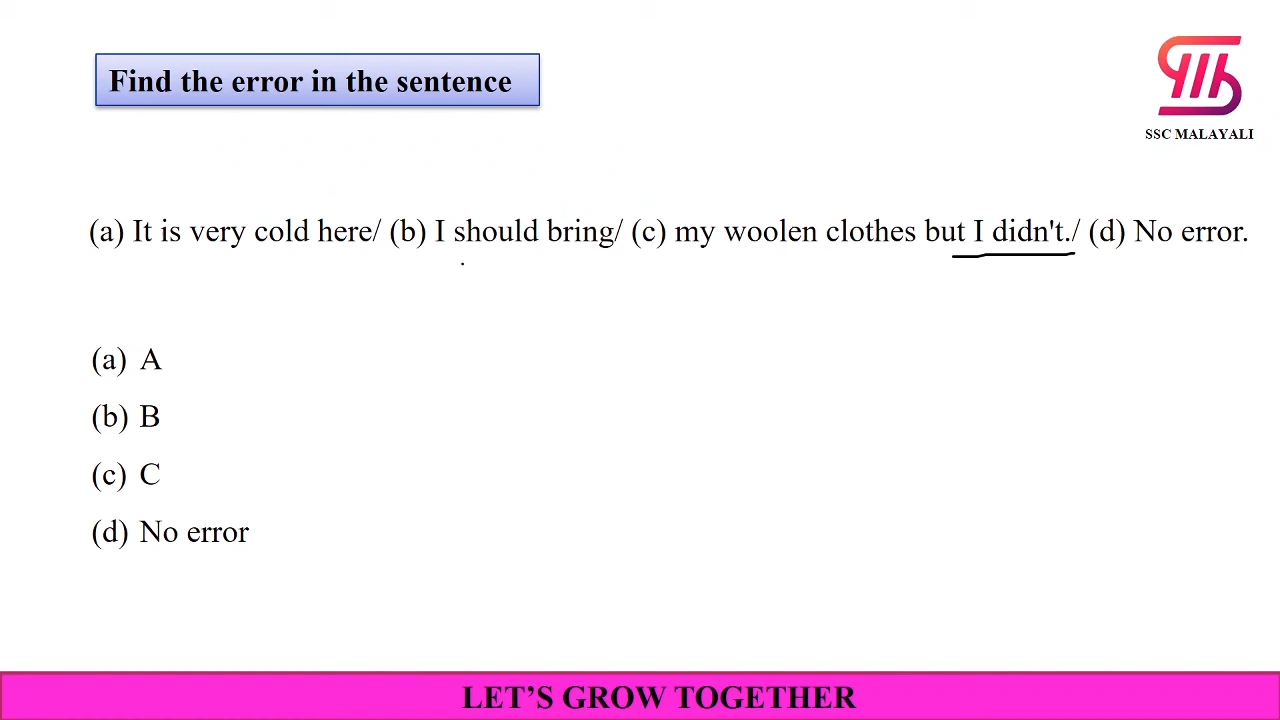 Find the error in the sentence
SSC MALAYALI
(a) It is very cold here/ (b) I should bring/ (c) my woolen clothes but I didn't./ (d) No error.
(a) A
(b) B
(c) C
(d) No error
LET’S GROW TOGETHER